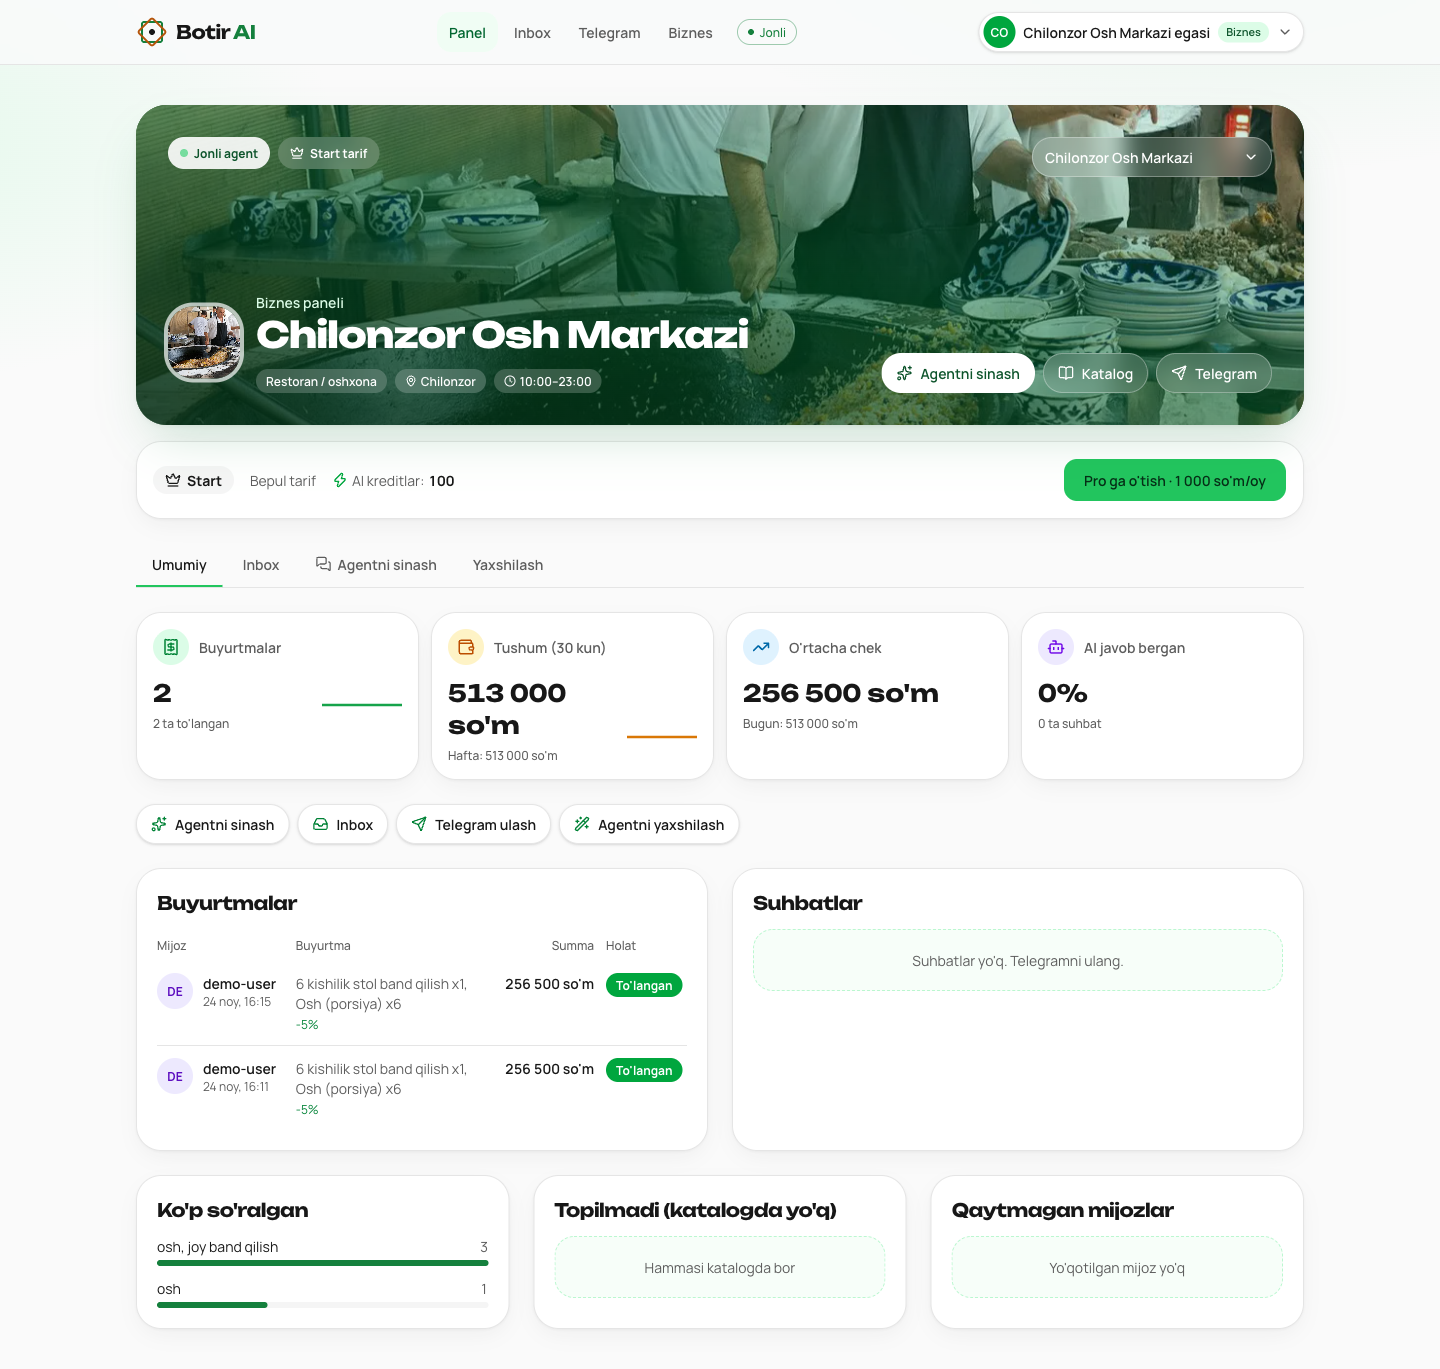 Botir AI
Panel
Inbox
Telegram
Biznes
Jonli
CO
Chilonzor Osh Markazi egasi
Biznes
Jonli agent
Start tarif
Chilonzor Osh Markazi
Biznes paneli
Chilonzor Osh Markazi
Restoran / oshxona
Chilonzor
10:00–23:00
Agentni sinash
Katalog
Telegram
Start
Bepul tarif
AI kreditlar: 100
Pro ga o'tish · 1 000 so'm/oy
Umumiy
Inbox
Agentni sinash
Yaxshilash
Buyurtmalar
2
2 ta to'langan
Tushum (30 kun)
513 000
so'm
Hafta: 513 000 so'm
O'rtacha chek
256 500 so'm
Bugun: 513 000 so'm
AI javob bergan
0%
0 ta suhbat
Agentni sinash
Inbox
Telegram ulash
Agentni yaxshilash
Buyurtmalar
Mijoz
Buyurtma
Summa
Holat
DE
demo-user
24 noy, 16:15
6 kishilik stol band qilish x1,
Osh (porsiya) x6
-5%
256 500 so'm
To'langan
DE
demo-user
24 noy, 16:11
6 kishilik stol band qilish x1,
Osh (porsiya) x6
-5%
256 500 so'm
To'langan
Suhbatlar
Suhbatlar yo'q. Telegramni ulang.
Ko'p so'ralgan
osh, joy band qilish 3
osh 1
Topilmadi (katalogda yo'q)
Hammasi katalogda bor
Qaytmagan mijozlar
Yo'qotilgan mijoz yo'q